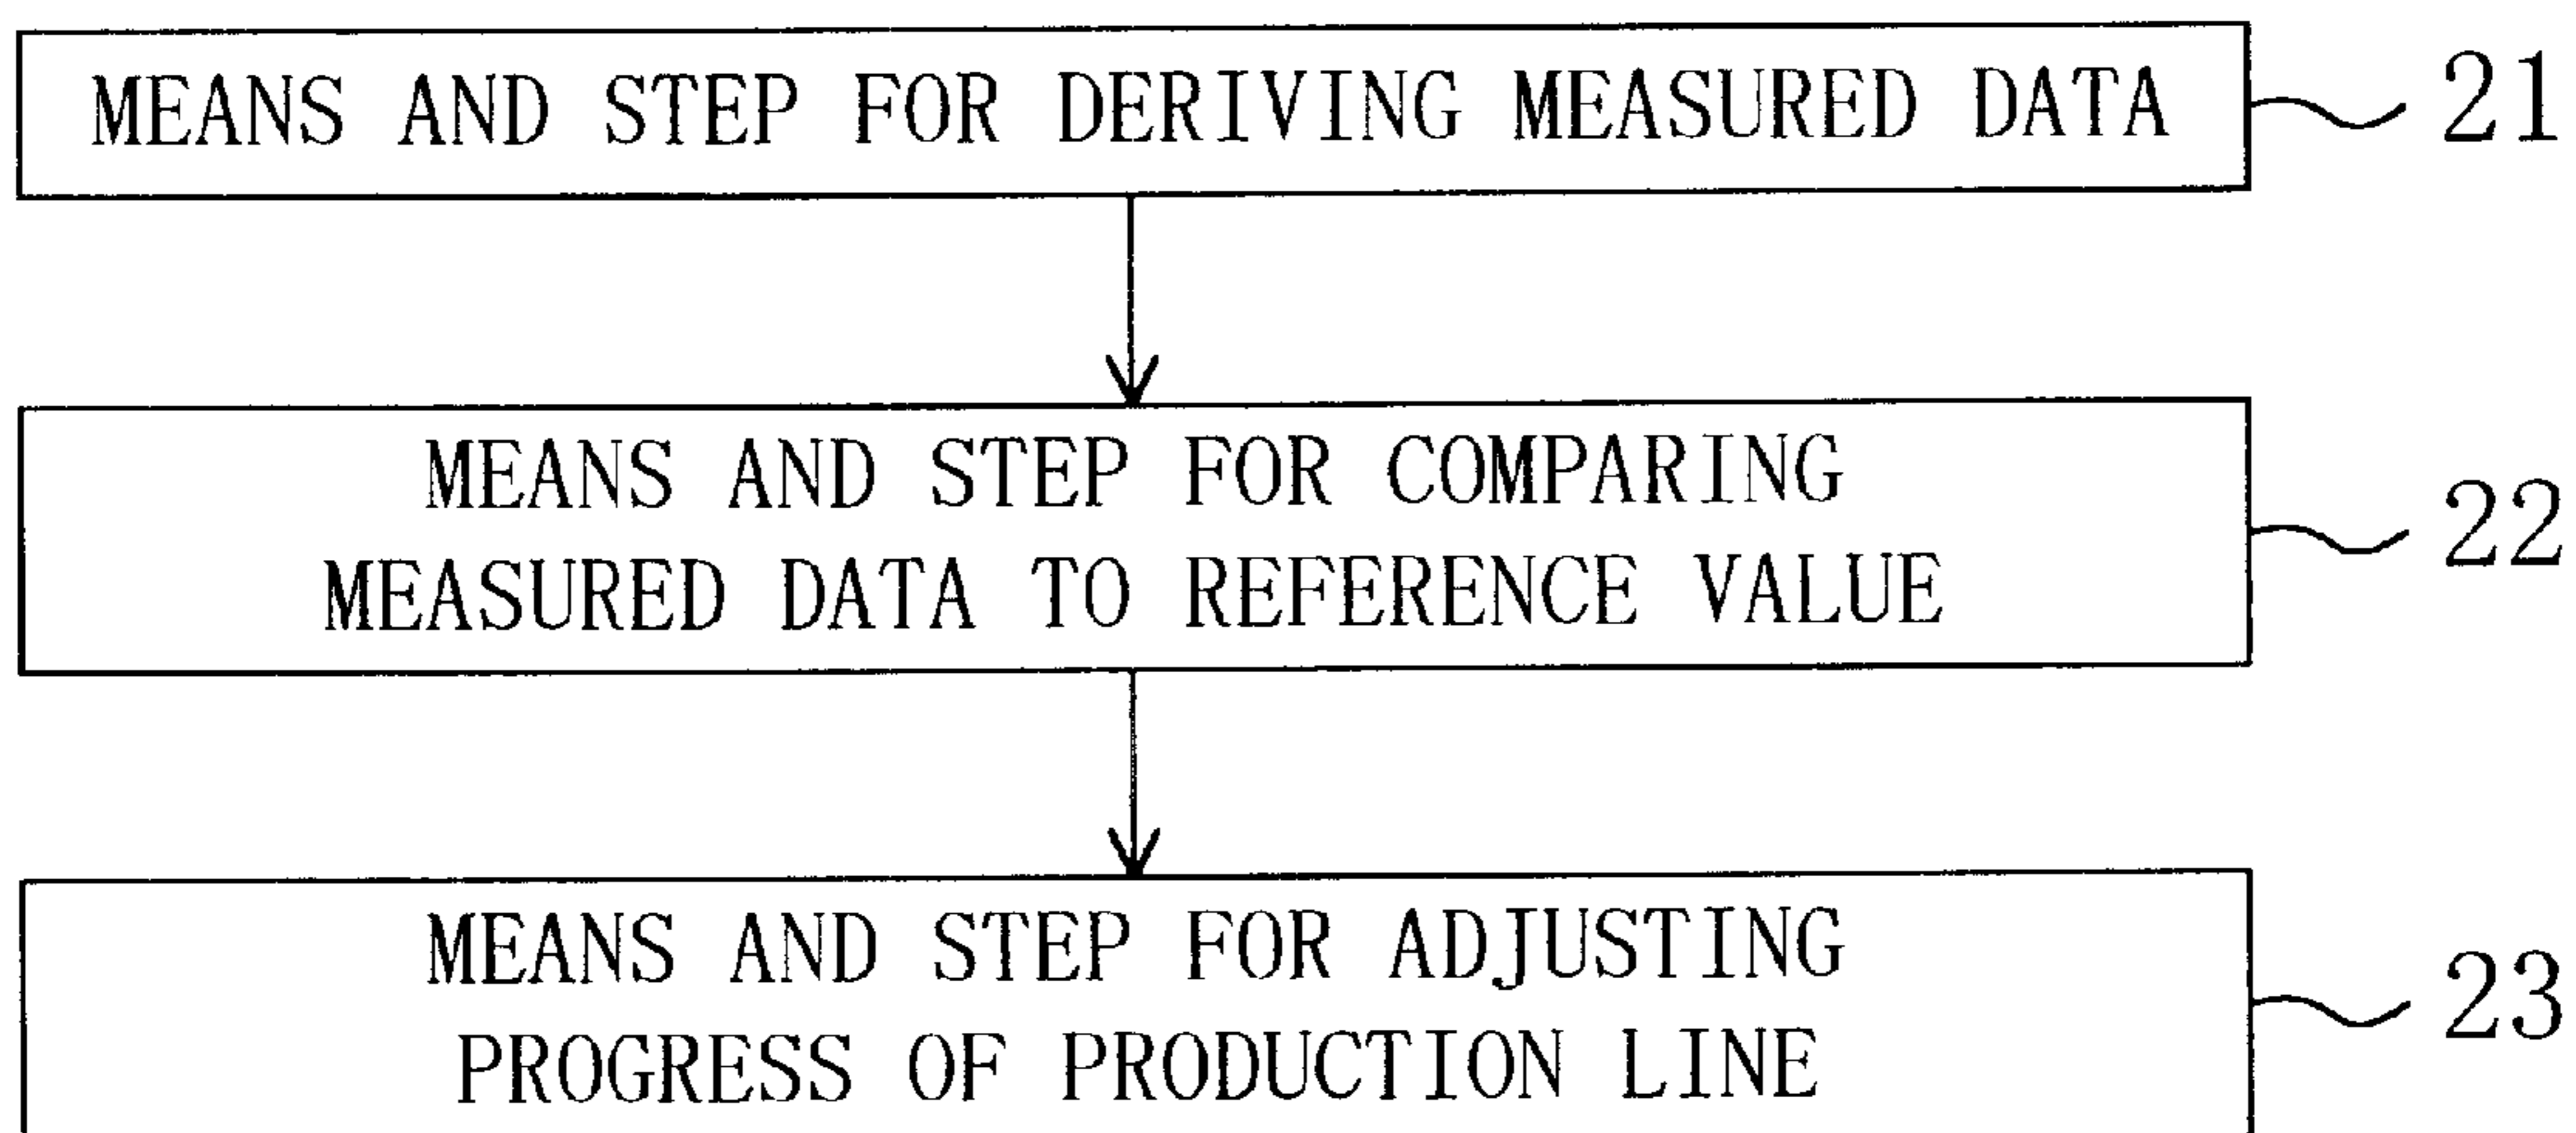 MEANS AND STEP FOR DERIVING MEASURED DATA
21
MEANS AND STEP FOR COMPARING
MEASURED DATA TO REFERENCE VALUE
22
MEANS AND STEP FOR ADJUSTING
PROGRESS OF PRODUCTION LINE
23